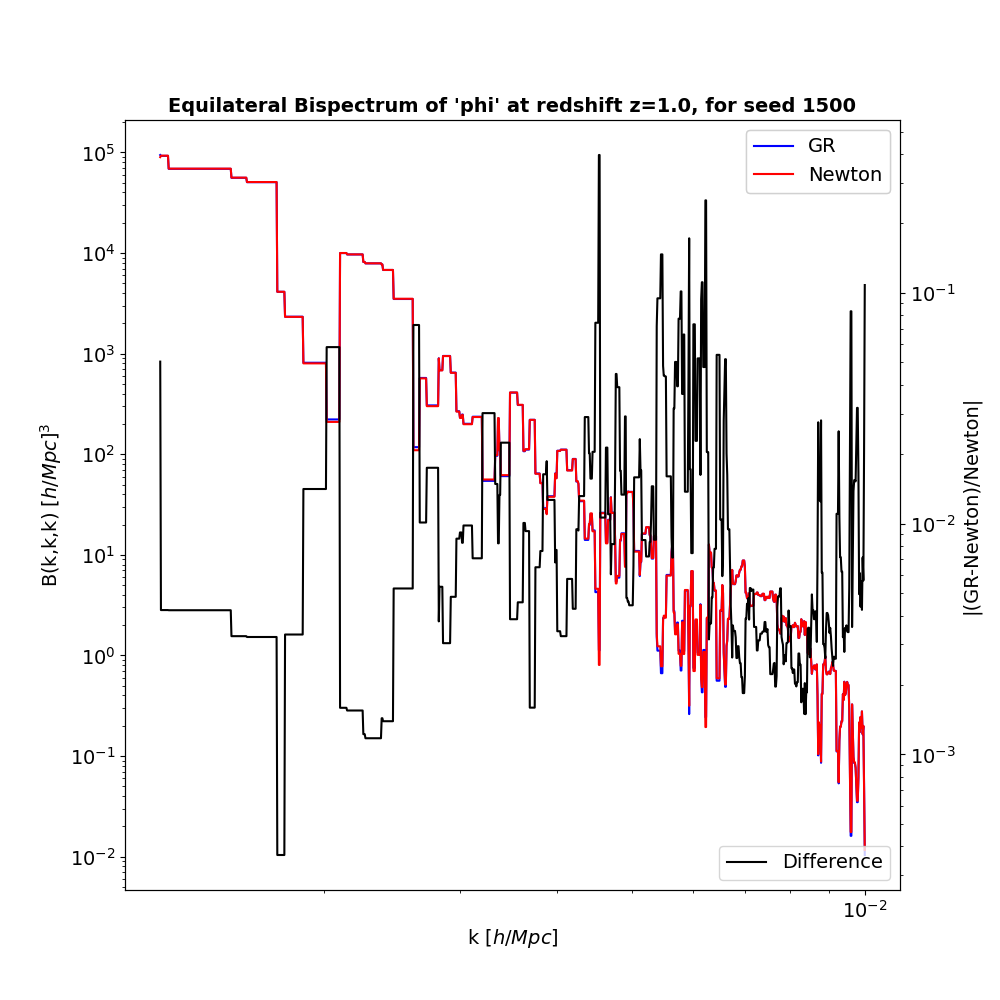 Equilateral Bispectrum of 'phi' at redshift z=1.0, for seed 1500
GR
Newton
10^5
10^4
10^3
10^2
10^1
10^0
10^-1
10^-2
B(k,k,k) [h/Mpc]^3
10^-1
10^-2
10^-3
|(GR-Newton)/Newton|
Difference
10^-2
k [h/Mpc]